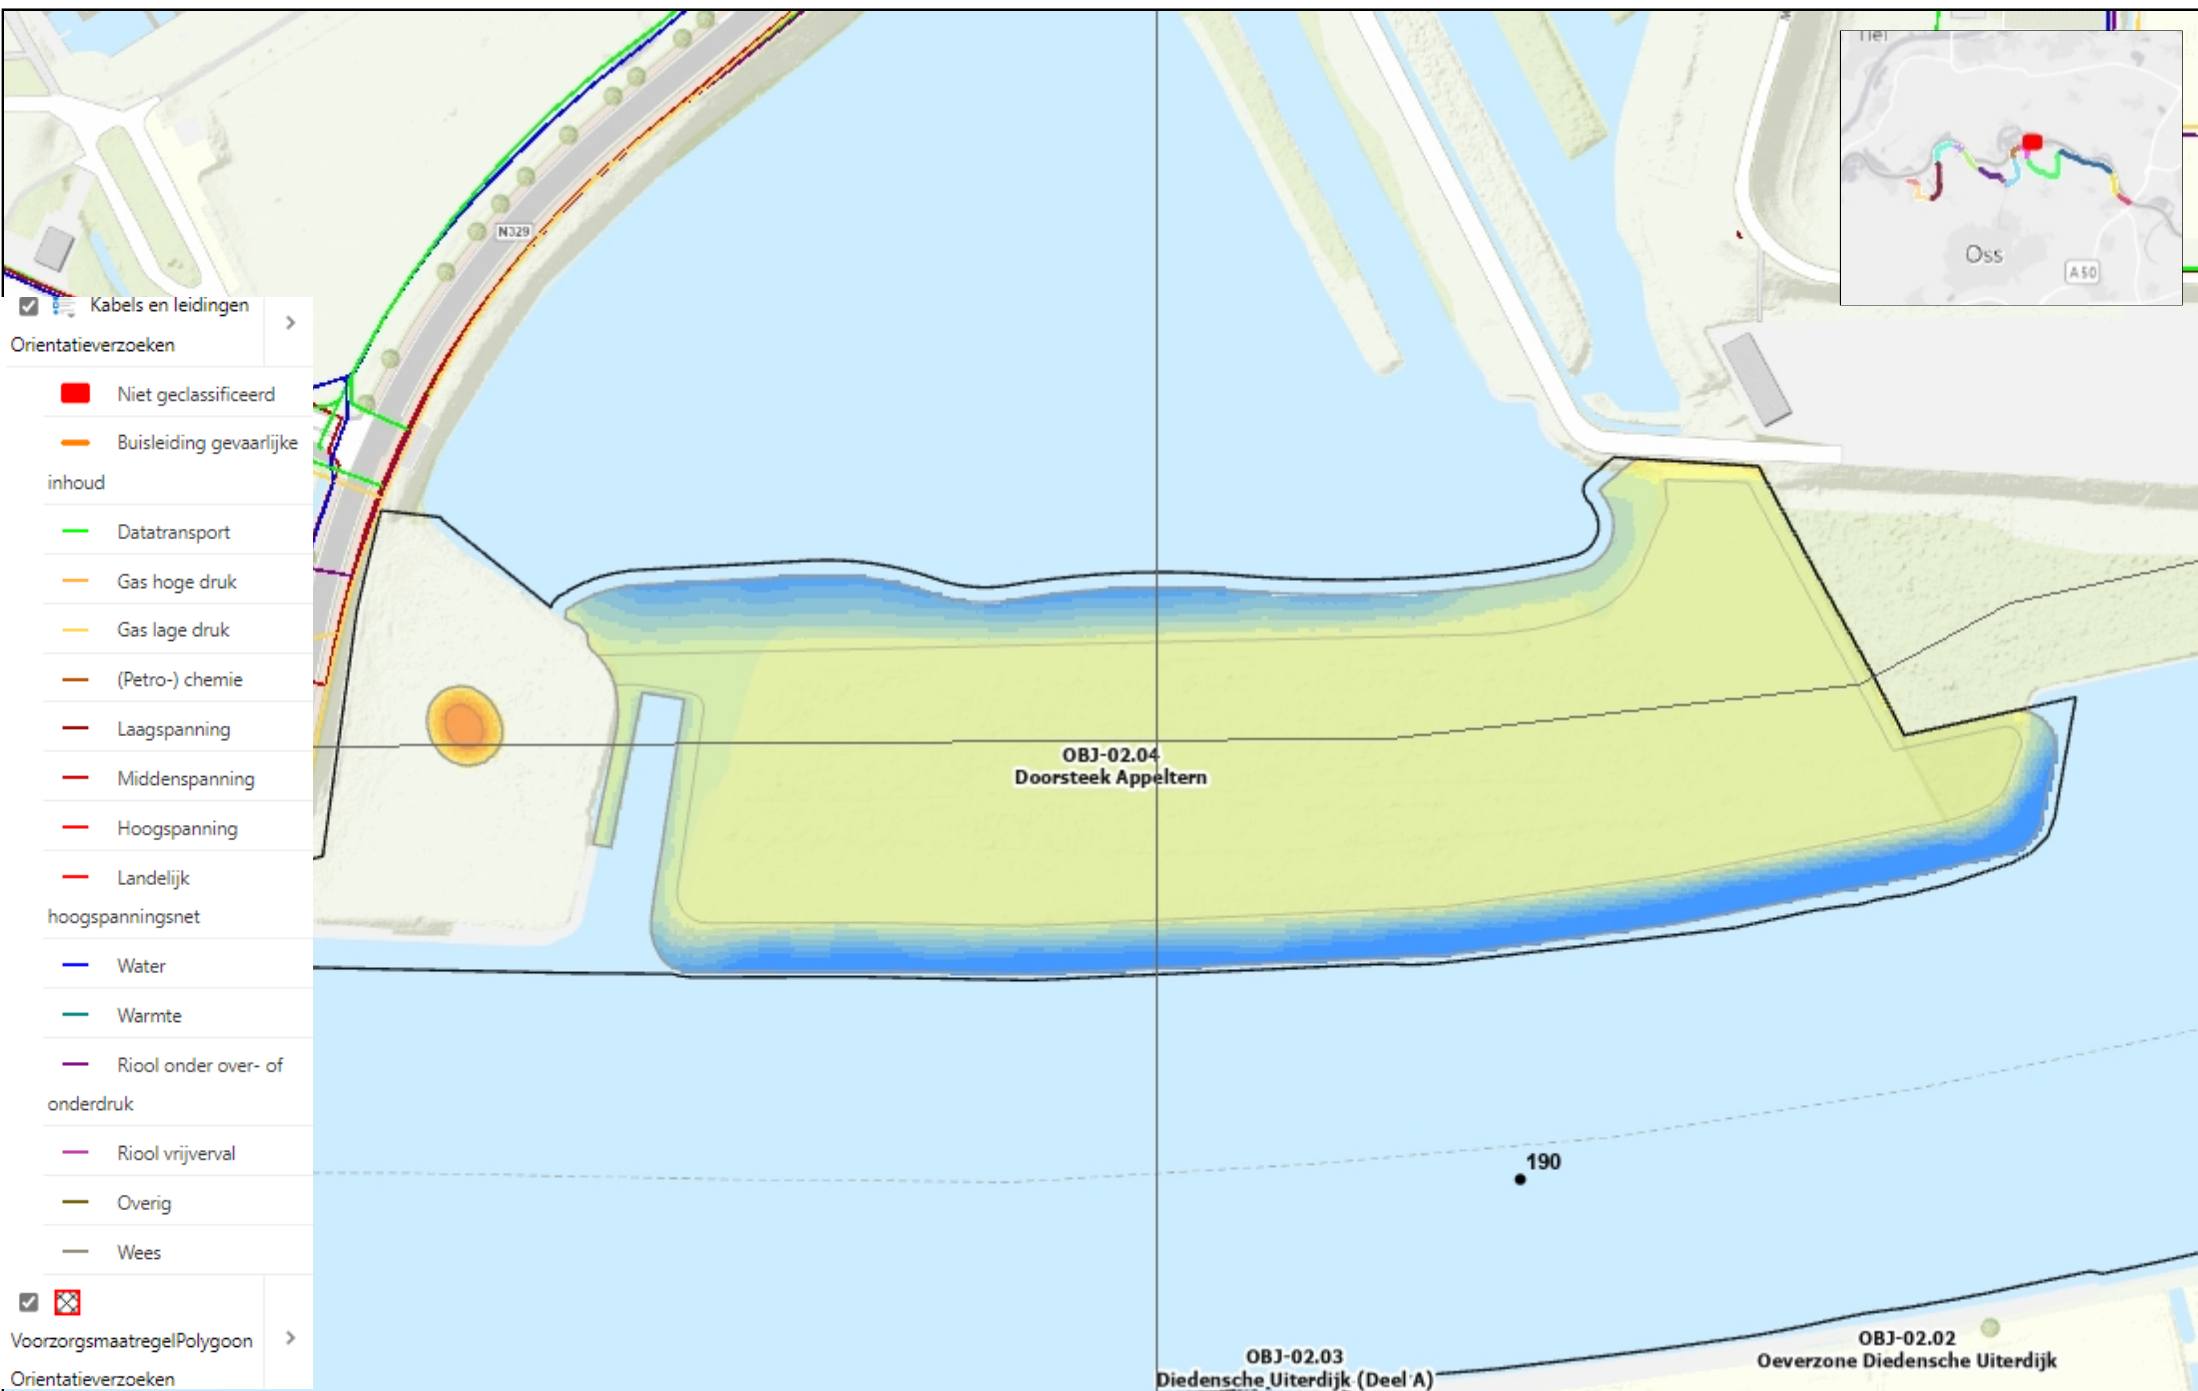 Tiel
N329
Oss
A50
Kabels en leidingen
Orientatieverzoeken
Niet geclassificeerd
Buisleiding gevaarlijke
inhoud
Datatransport
Gas hoge druk
Gas lage druk
(Petro-) chemie
Laagspanning
Middenspanning
Hoogspanning
Landelijk
hoogspanningsnet
Water
Warmte
Riool onder over- of
onderdruk
Riool vrijverval
Overig
Wees
VoorzorgsmaatregelPolygoon
Orientatieverzoeken
OBJ-02.04
Doorsteek Appeltern
190
OBJ-02.03
Diedensche Uiterdijk (Deel A)
OBJ-02.02
Oeverzone Diedensche Uiterdijk